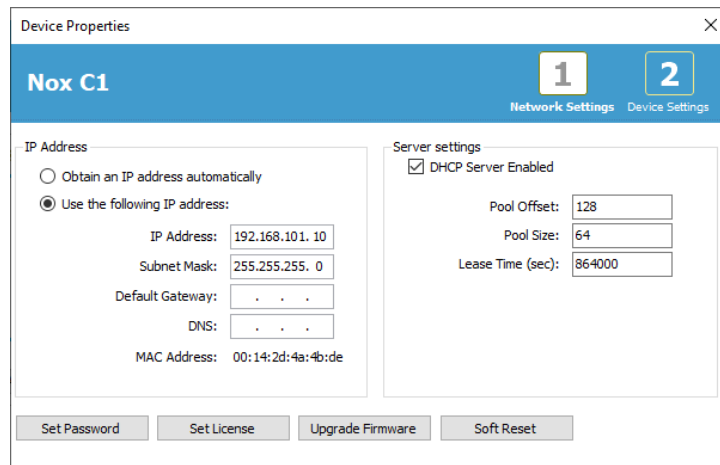 Device Properties
Nox C1
1
Network Settings
2
Device Settings
IP Address
Obtain an IP address automatically
Use the following IP address:
IP Address: 192.168.101. 10
Subnet Mask: 255.255.255. 0
Default Gateway: . . .
DNS: . . .
MAC Address: 00:14:2d:4a:4b:de
Server settings
DHCP Server Enabled
Pool Offset: 128
Pool Size: 64
Lease Time (sec): 864000
Set Password
Set License
Upgrade Firmware
Soft Reset